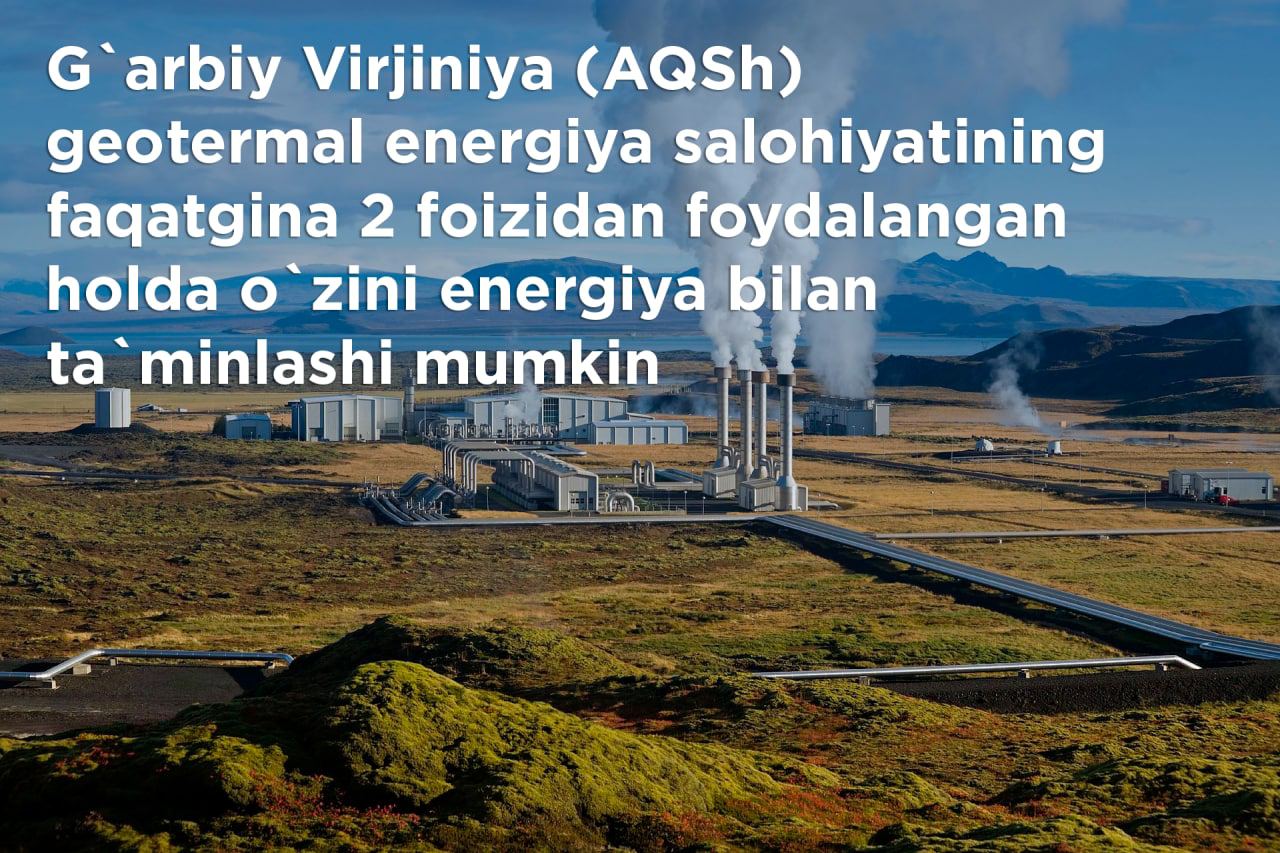 G`arbiy Virjiniya (AQSh)
geotermal energiya salohiyatining
faqatgina 2 foizidan foydalangan
holda o`zini energiya bilan
ta`minlashi mumkin